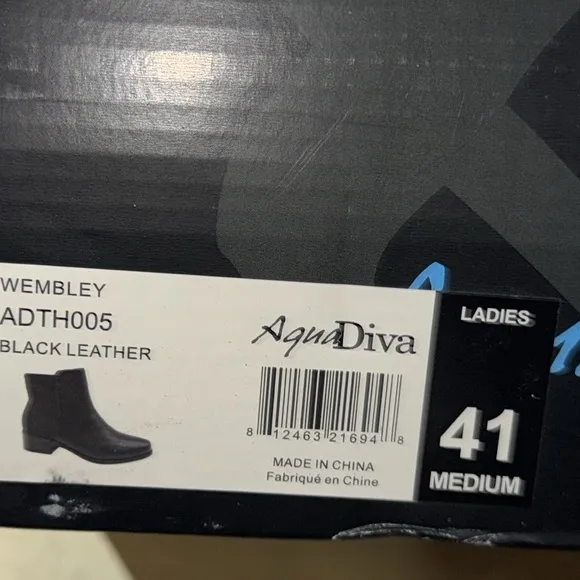 WEMBLEY
ADTH005
BLACK LEATHER
AquaDiva
8 12463 21694 8
MADE IN CHINA
Fabriqué en Chine
LADIES
41
MEDIUM